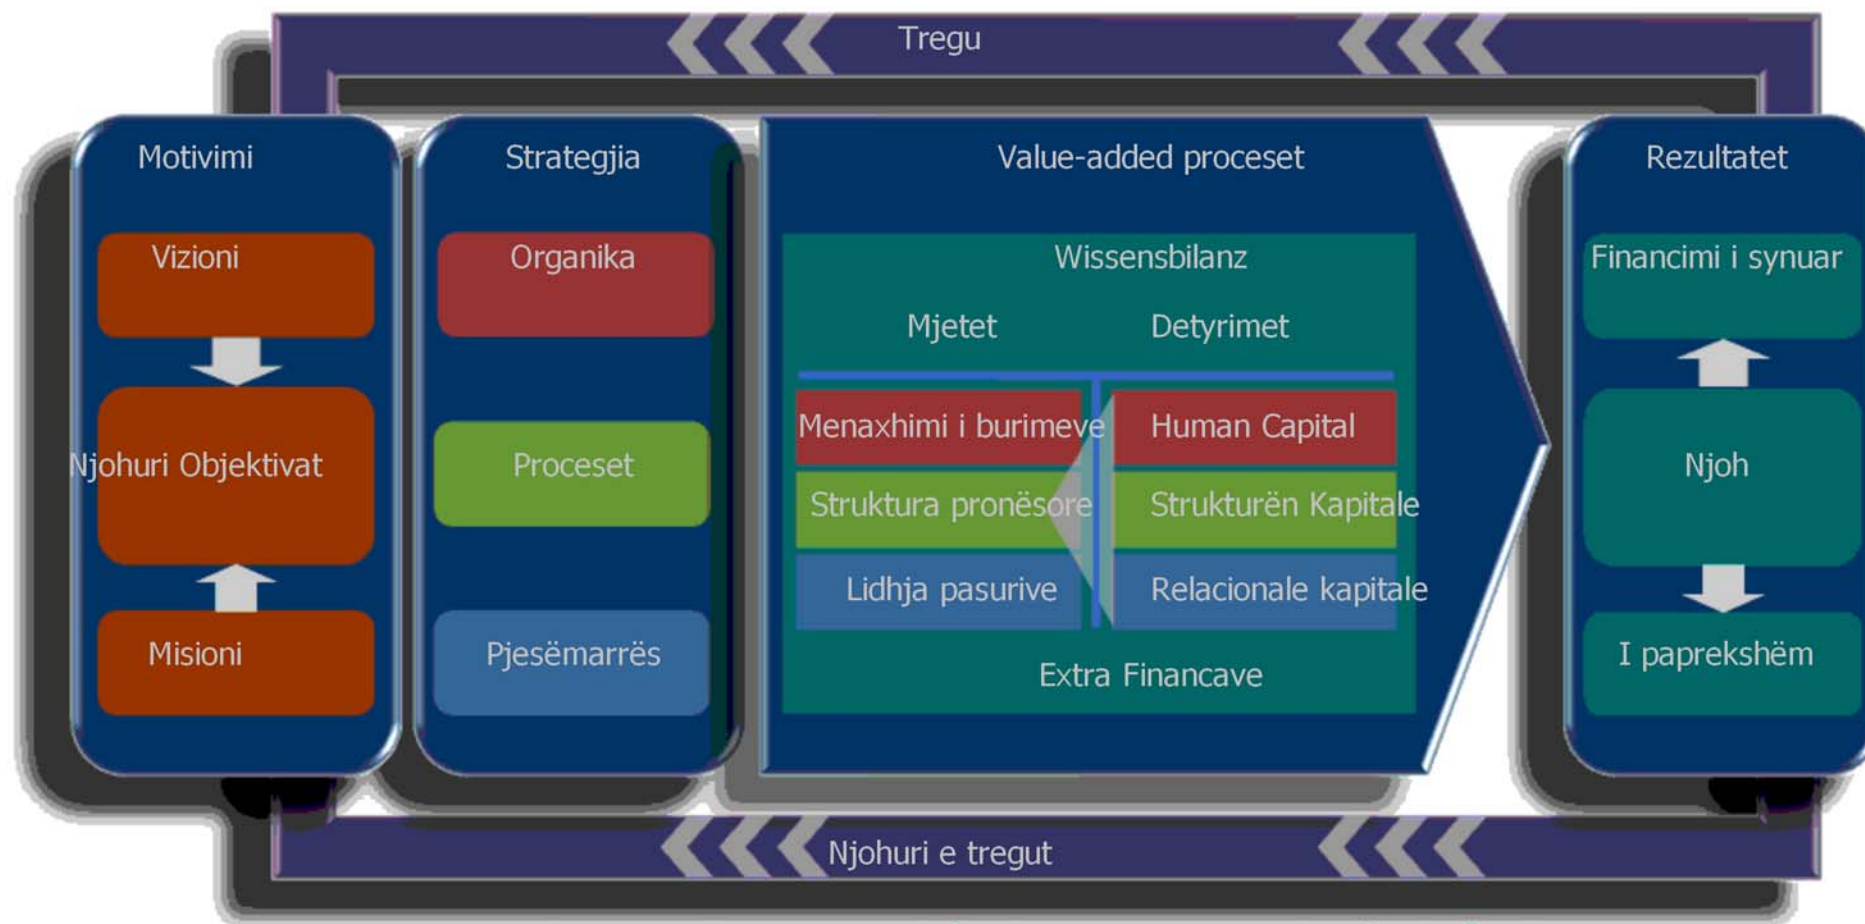 Tregu
Motivimi
Vizioni
Njohuri Objektivat
Misioni
Strategjia
Organika
Proceset
Pjesëmarrës
Value-added proceset
Wissensbilanz
Mjetet
Detyrimet
Menaxhimi i burimeve
Human Capital
Struktura pronësore
Strukturën Kapitale
Lidhja pasurive
Relacionale kapitale
Extra Financave
Rezultatet
Financimi i synuar
Njoh
I paprekshëm
Njohuri e tregut